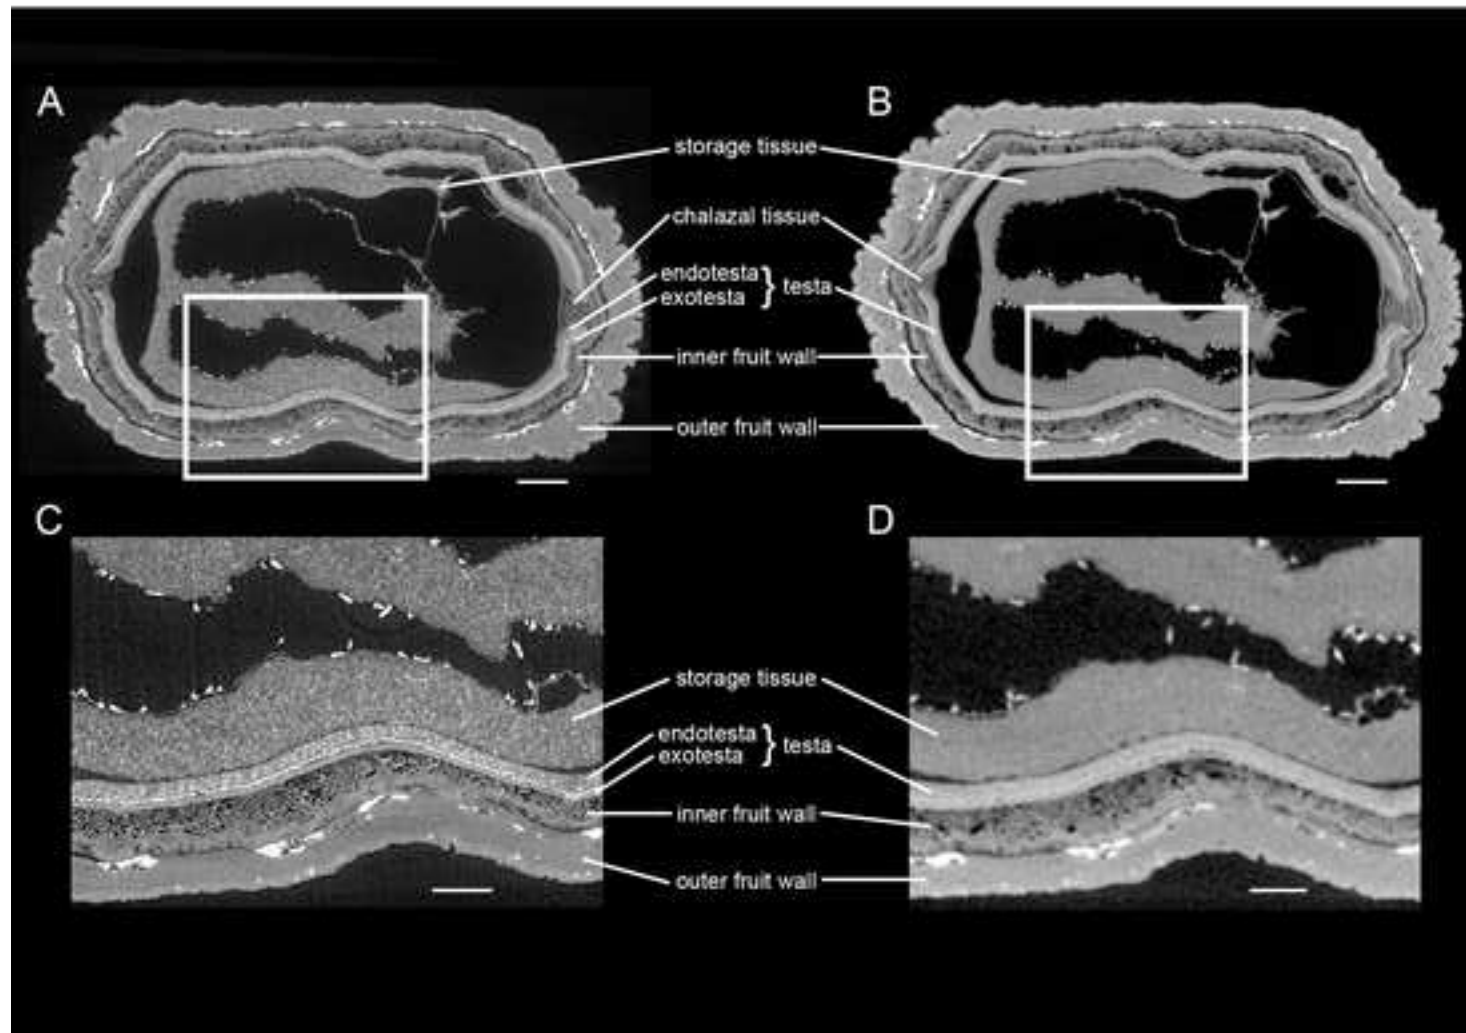 A
B
storage tissue
chalazal tissue
endotesta
exotesta } testa
inner fruit wall
outer fruit wall
C
D
storage tissue
endotesta
exotesta } testa
inner fruit wall
outer fruit wall